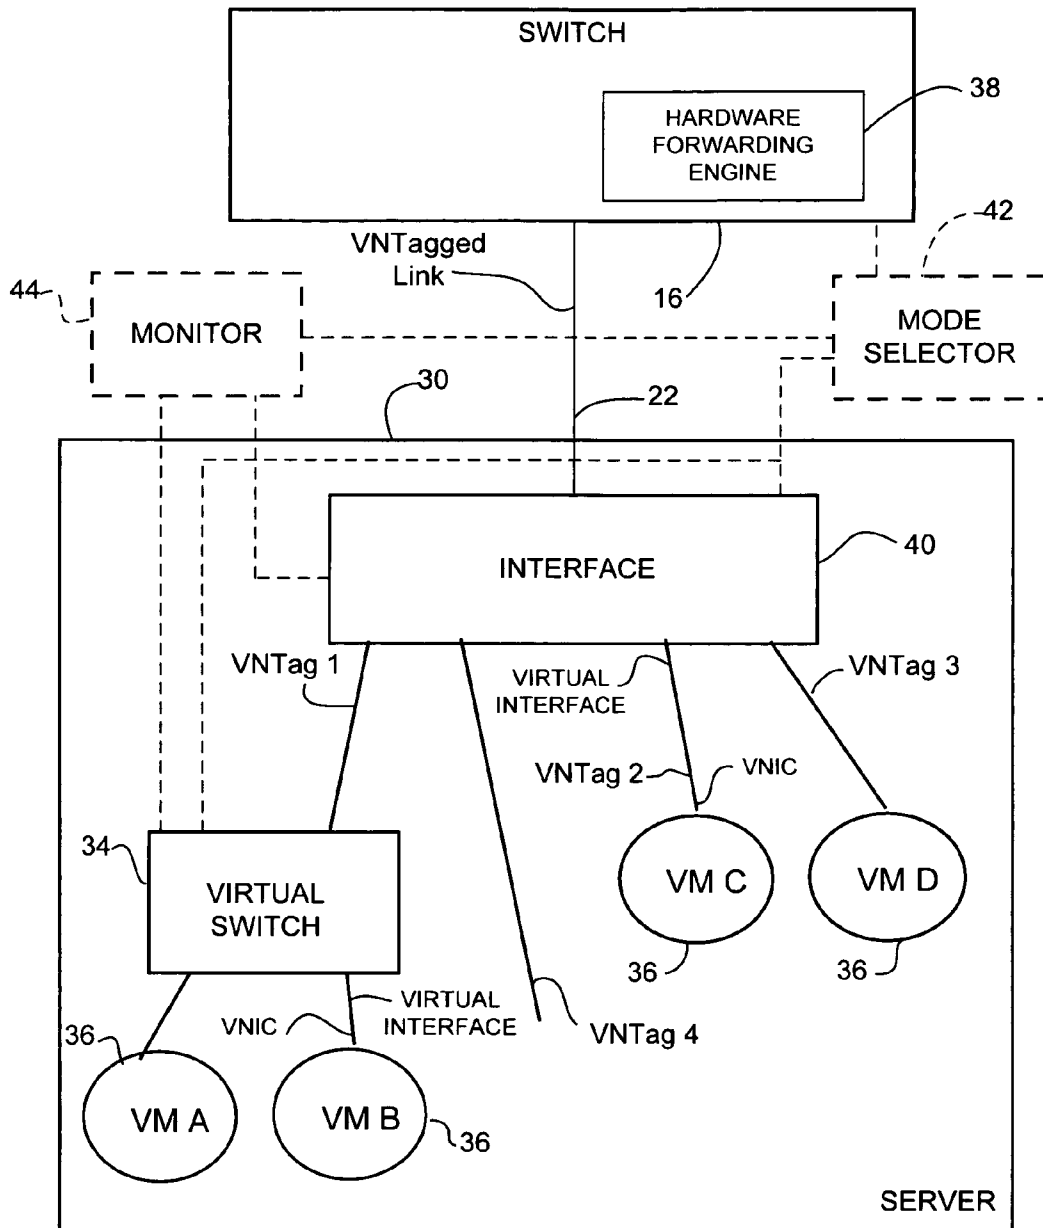 SWITCH
HARDWARE
FORWARDING
ENGINE
38
VNTagged
Link
16
42
44
MONITOR
MODE
SELECTOR
30
22
INTERFACE
40
VNTag 1
VIRTUAL
INTERFACE
VNTag 3
VNTag 2
VNIC
34
VIRTUAL
SWITCH
VM C
VM D
36
36
VIRTUAL
INTERFACE
VNIC
VNTag 4
36
VM A
VM B
36
SERVER